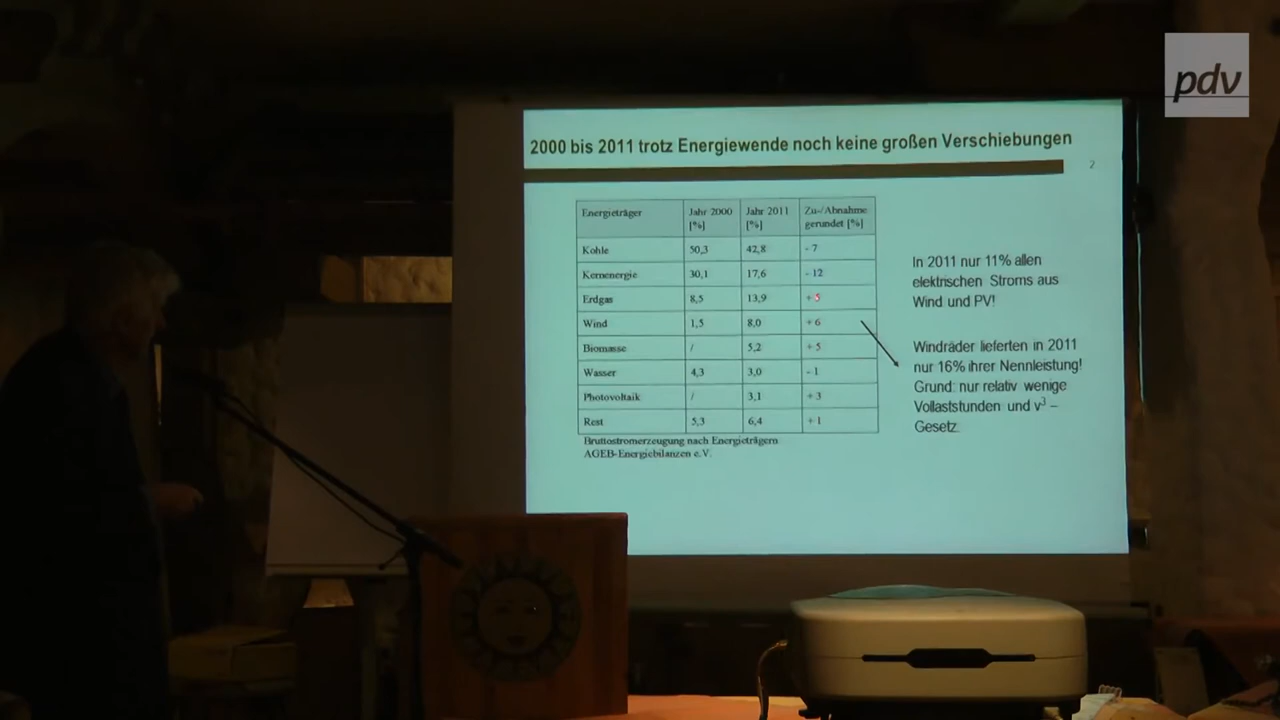 pdv
2000 bis 2011 trotz Energiewende noch keine großen Verschiebungen
2
Energieträger Jahr 2000 [%] Jahr 2011 [%] Zu-/Abnahme gerundet [%]
Kohle 50,3 42,8 - 7
Kernenergie 30,1 17,6 - 12
Erdgas 8,5 13,9 + 5
Wind 1,5 8,0 + 6
Biomasse / 5,2 + 5
Wasser 4,3 3,0 - 1
Photovoltaik / 3,1 + 3
Rest 5,3 6,4 + 1
Bruttostromerzeugung nach Energieträgern
AGEB-Energiebilanzen e.V.
In 2011 nur 11% allen
elektrischen Stroms aus
Wind und PV!
Windräder lieferten in 2011
nur 16% ihrer Nennleistung!
Grund: nur relativ wenige
Vollaststunden und v³ –
Gesetz.